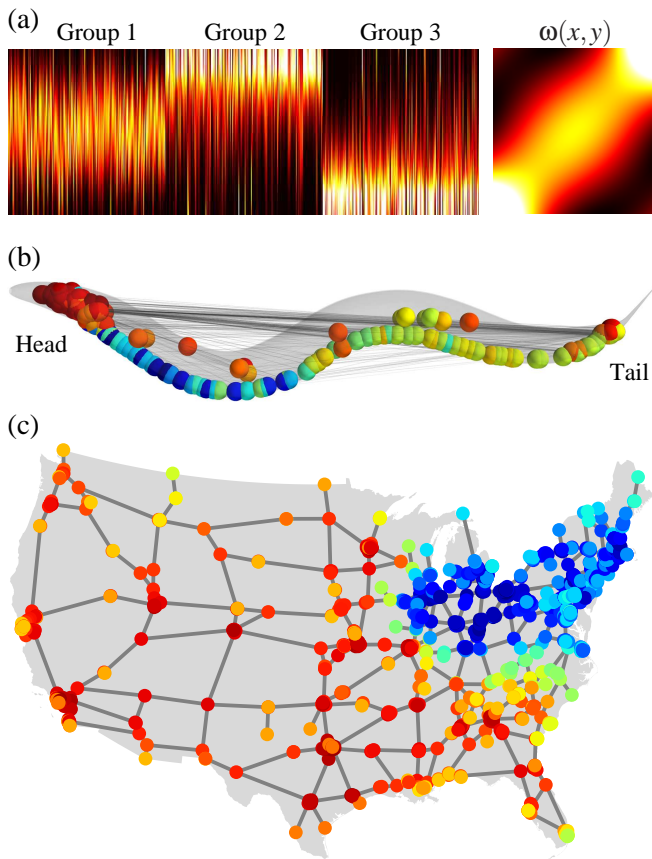 (a)
Group 1 Group 2 Group 3 ω(x,y)
(b)
Head
Tail
(c)